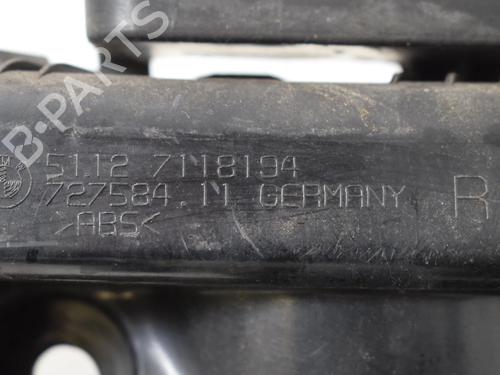 B-PARTS
51.12 7118194
727584.11 GERMANY R
>ABS<